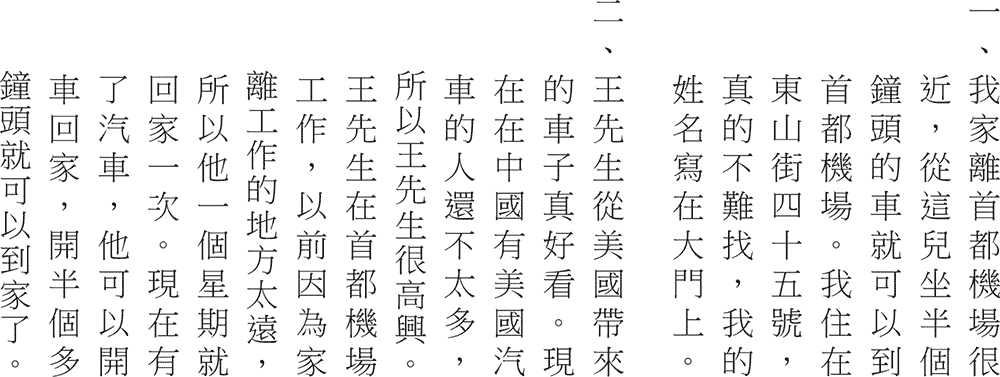 一、我家離首都機場很
近，從這兒坐半個
鐘頭的車就可以到
首都機場。我住在
東山街四十五號，
真的不難找，我的
姓名寫在大門上。
二、王先生從美國帶來
的車子真好看。現
在在中國有美國汽
車的人還不太多，
所以王先生很高興。
王先生在首都機場
工作，以前因為家
離工作的地方太遠，
所以他一個星期就
回家一次。現在有
了汽車，他可以開
車回家，開半個多
鐘頭就可以到家了。